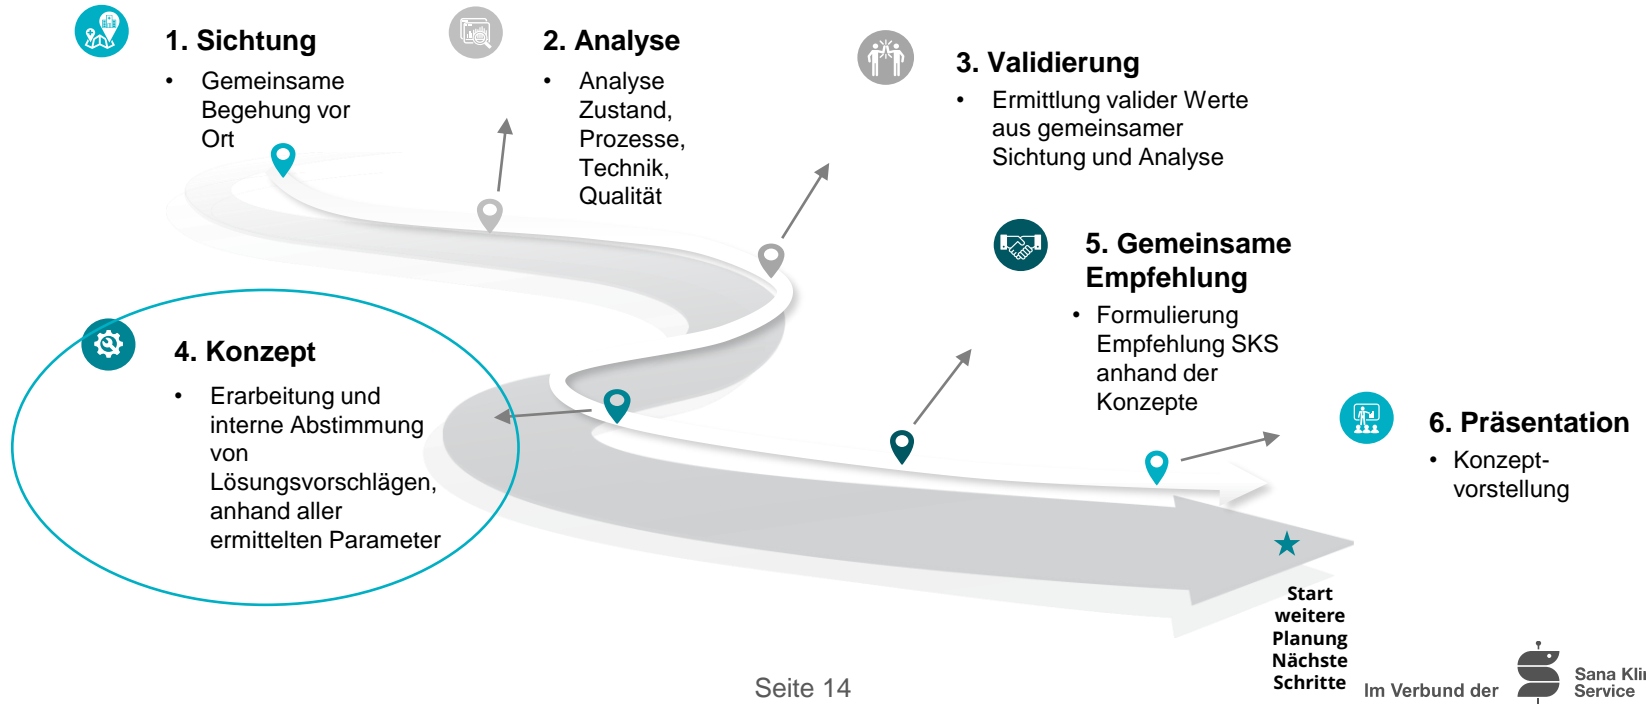 1. Sichtung
• Gemeinsame
Begehung vor
Ort
2. Analyse
• Analyse
Zustand,
Prozesse,
Technik,
Qualität
3. Validierung
• Ermittlung valider Werte
aus gemeinsamer
Sichtung und Analyse
4. Konzept
• Erarbeitung und
interne Abstimmung
von
Lösungsvorschlägen,
anhand aller
ermittelten Parameter
5. Gemeinsame
Empfehlung
• Formulierung
Empfehlung SKS
anhand der
Konzepte
6. Präsentation
• Konzept-
vorstellung
Start
weitere
Planung
Nächste
Schritte
Seite 14
Im Verbund der
Sana
Service